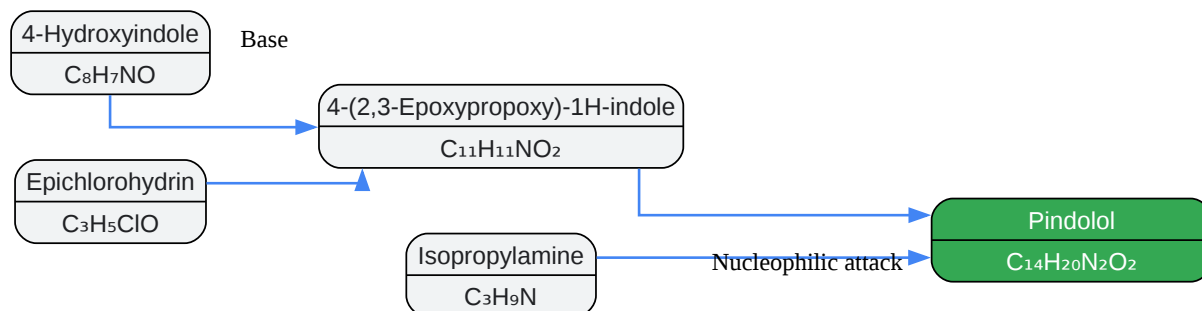 4-Hydroxyindole
C₈H₇NO
Base
4-(2,3-Epoxypropoxy)-1H-indole
C₁₁H₁₁NO₂
Epichlorohydrin
C₃H₅ClO
Isopropylamine
C₃H₉N
Nucleophilic attack
Pindolol
C₁₄H₂₀N₂O₂